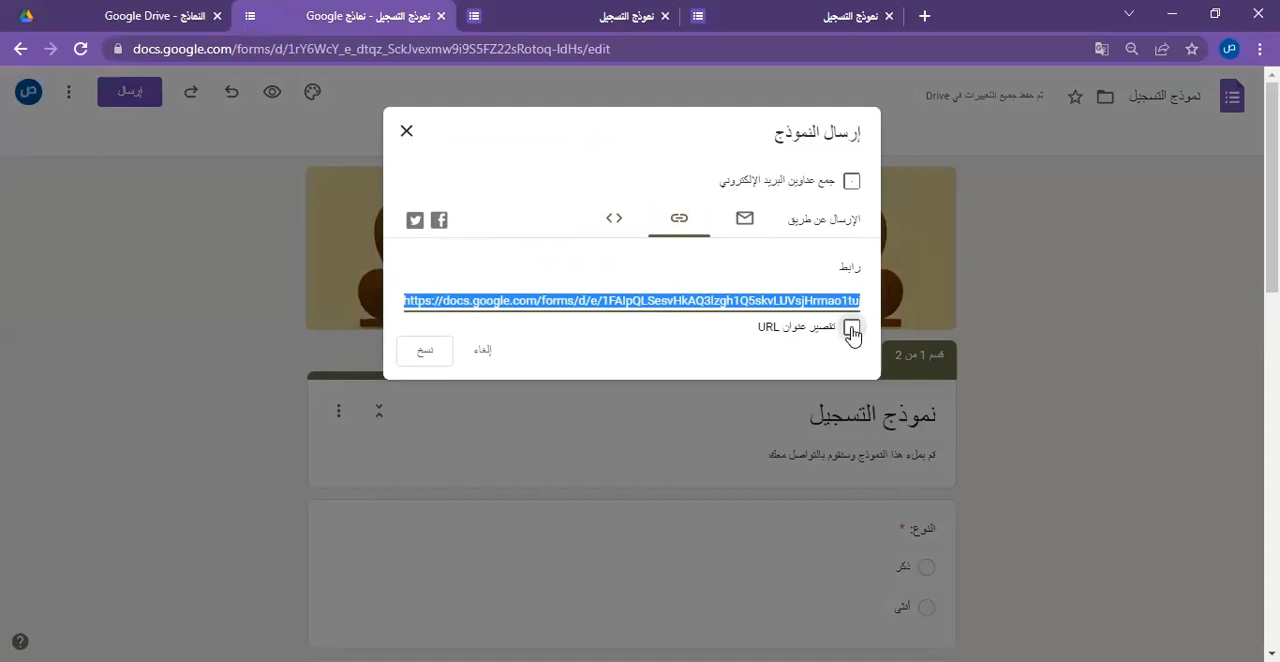 النماذج - Google Drive
نموذج التسجيل - نماذج Google
نموذج التسجيل
نموذج التسجيل
docs.google.com/forms/d/1rY6WcY_e_dtqz_SckJvexmw9i9S5FZ22sRotoq-IdHs/edit
ص
نموذج التسجيل
تم حفظ جميع التغييرات في Drive
إرسال
ص
إرسال النموذج
جمع عناوين البريد الإلكتروني
الإرسال عن طريق
رابط
https://docs.google.com/forms/d/e/1FAIpQLSesvHkAQ3lzgh1Q5skvLUVsjHrmao1tu
تقصير عنوان URL
إلغاء
نسخ
قسم 1 من 2
نموذج التسجيل
قم بملء هذا النموذج وسنقوم بالتواصل معك
النوع: *
ذكر
أنثى